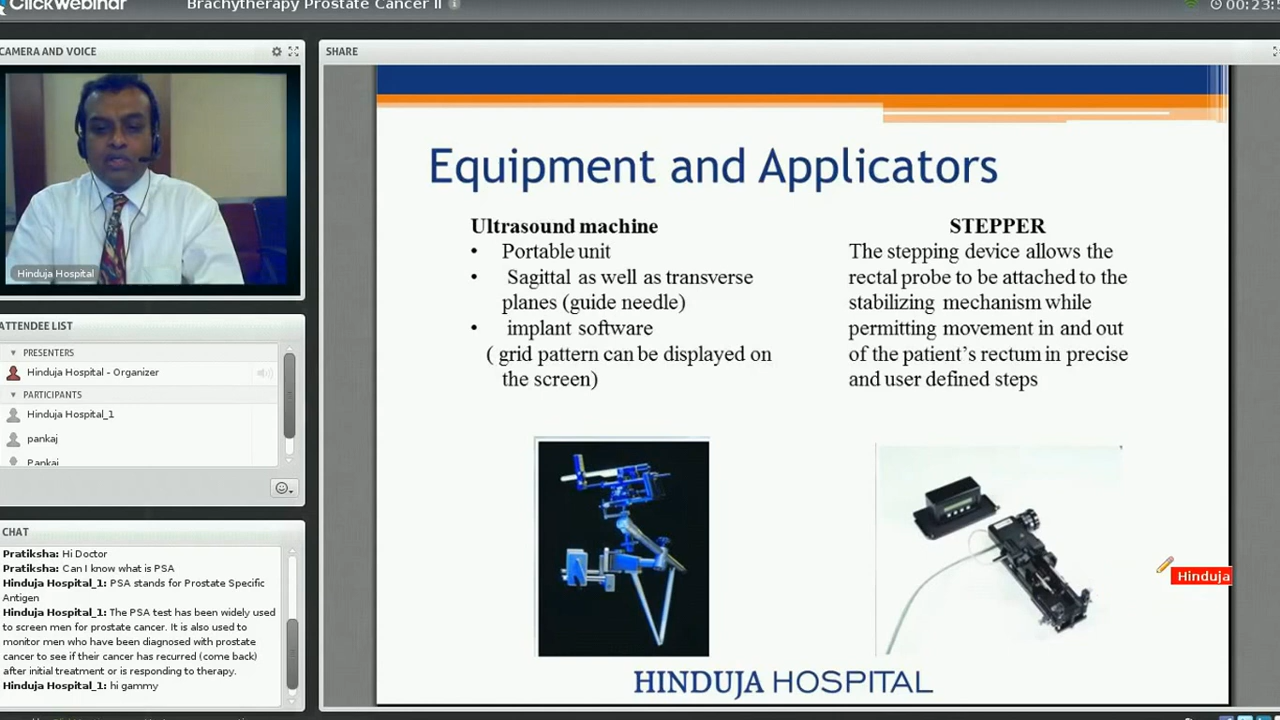 ClickWebinar
Brachytherapy Prostate Cancer II
CAMERA AND VOICE
Hinduja Hospital
ATTENDEE LIST
PRESENTERS
Hinduja Hospital - Organizer
PARTICIPANTS
Hinduja Hospital_1
pankaj
Pankaj
CHAT
Pratiksha: Hi Doctor
Pratiksha: Can I know what is PSA
Hinduja Hospital_1: PSA stands for Prostate Specific
Antigen
Hinduja Hospital_1: The PSA test has been widely used
to screen men for prostate cancer. It is also used to
monitor men who have been diagnosed with prostate
cancer to see if their cancer has recurred (come back)
after initial treatment or is responding to therapy.
Hinduja Hospital_1: hi gammy
SHARE
Equipment and Applicators
Ultrasound machine
• Portable unit
• Sagittal as well as transverse
planes (guide needle)
• implant software
( grid pattern can be displayed on
the screen)
STEPPER
The stepping device allows the
rectal probe to be attached to the
stabilizing mechanism while
permitting movement in and out
of the patient's rectum in precise
and user defined steps
Hinduja
HINDUJA HOSPITAL